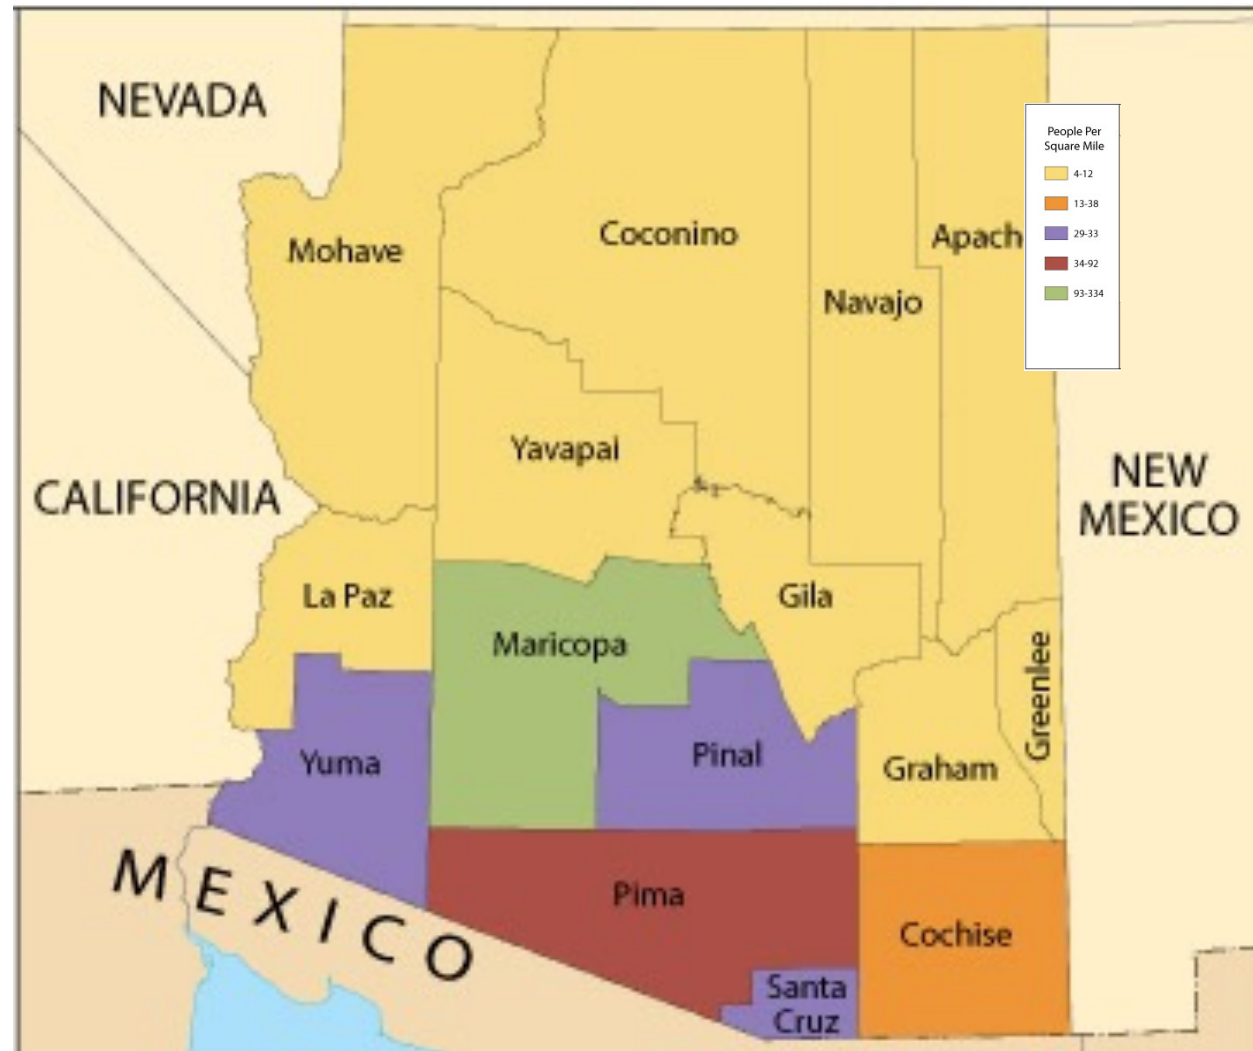 NEVADA
People Per
Square Mile
4-12
13-38
29-33
34-92
93-334
Mohave
Coconino
Apach
Navajo
Yavapai
CALIFORNIA
NEW
MEXICO
La Paz
Gila
Maricopa
Greenlee
Yuma
Pinal
Graham
MEXICO
Pima
Cochise
Santa
Cruz